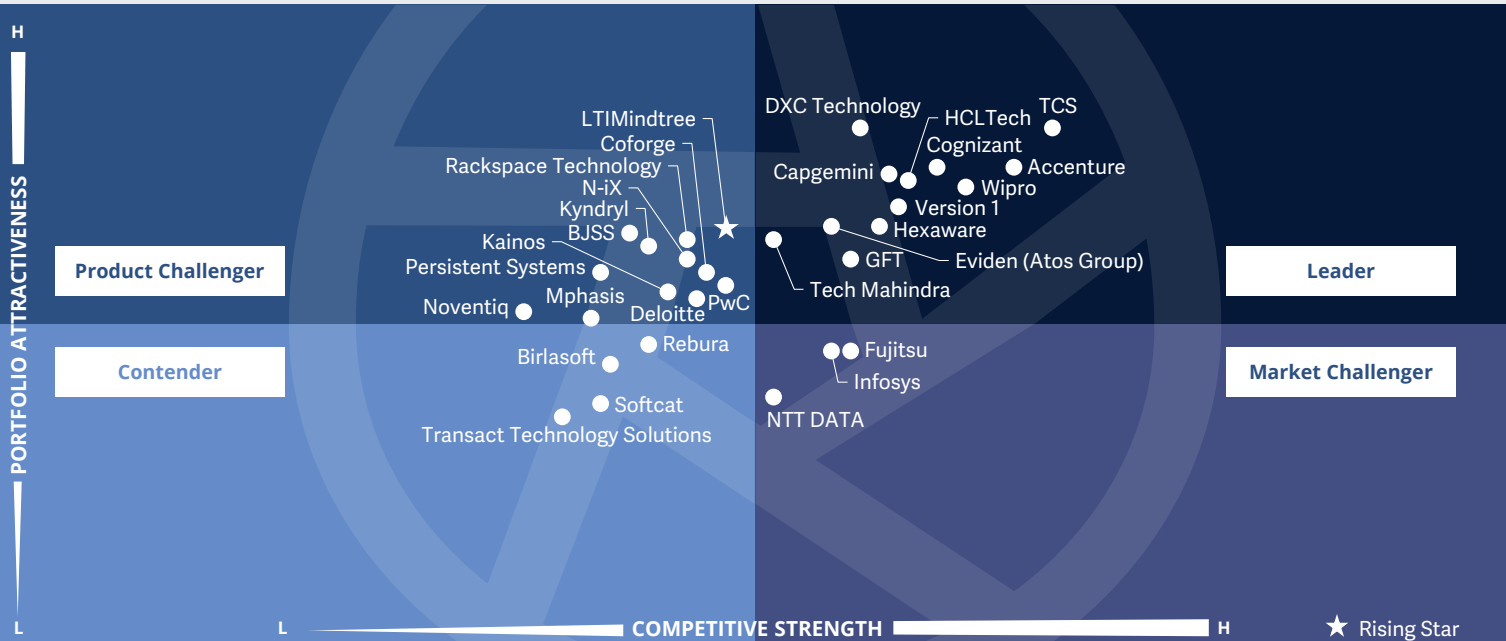 H
PORTFOLIO ATTRACTIVENESS
L
Product Challenger
Contender
LTIMindtree
Coforge
Rackspace Technology
N-iX
Kyndryl
BJSS
Kainos
Persistent Systems
Mphasis
Noventiq
Deloitte
PwC
Rebura
Birlasoft
Softcat
Transact Technology Solutions
DXC Technology
HCLTech
TCS
Cognizant
Capgemini
Accenture
Wipro
Version 1
Hexaware
GFT
Eviden (Atos Group)
Tech Mahindra
Leader
Fujitsu
Infosys
NTT DATA
Market Challenger
L
COMPETITIVE STRENGTH
H
Rising Star